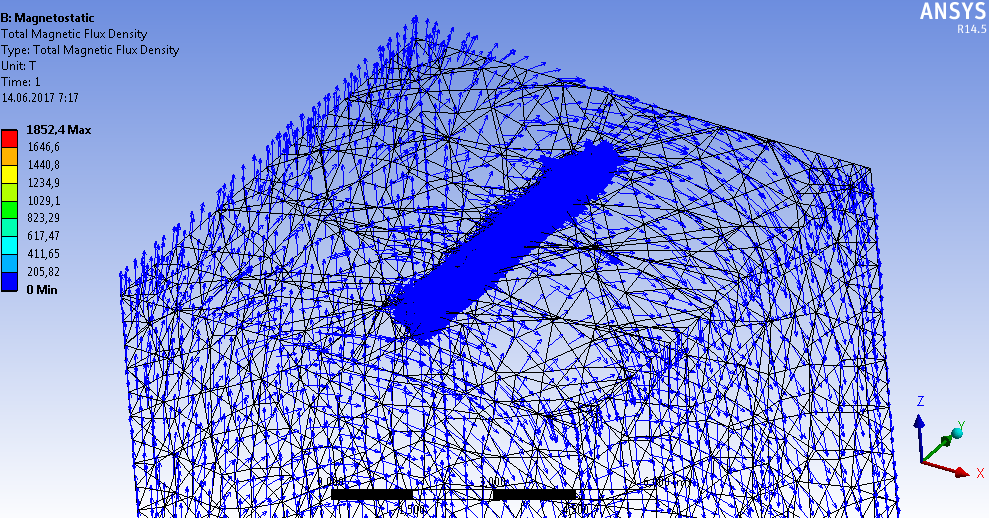 B: Magnetostatic
Total Magnetic Flux Density
Type: Total Magnetic Flux Density
Unit: T
Time: 1
14.06.2017 7:17
1852,4 Max
1646,6
1440,8
1234,9
1029,1
823,29
617,47
411,65
205,82
0 Min
ANSYS
R14.5
Z
Y
X